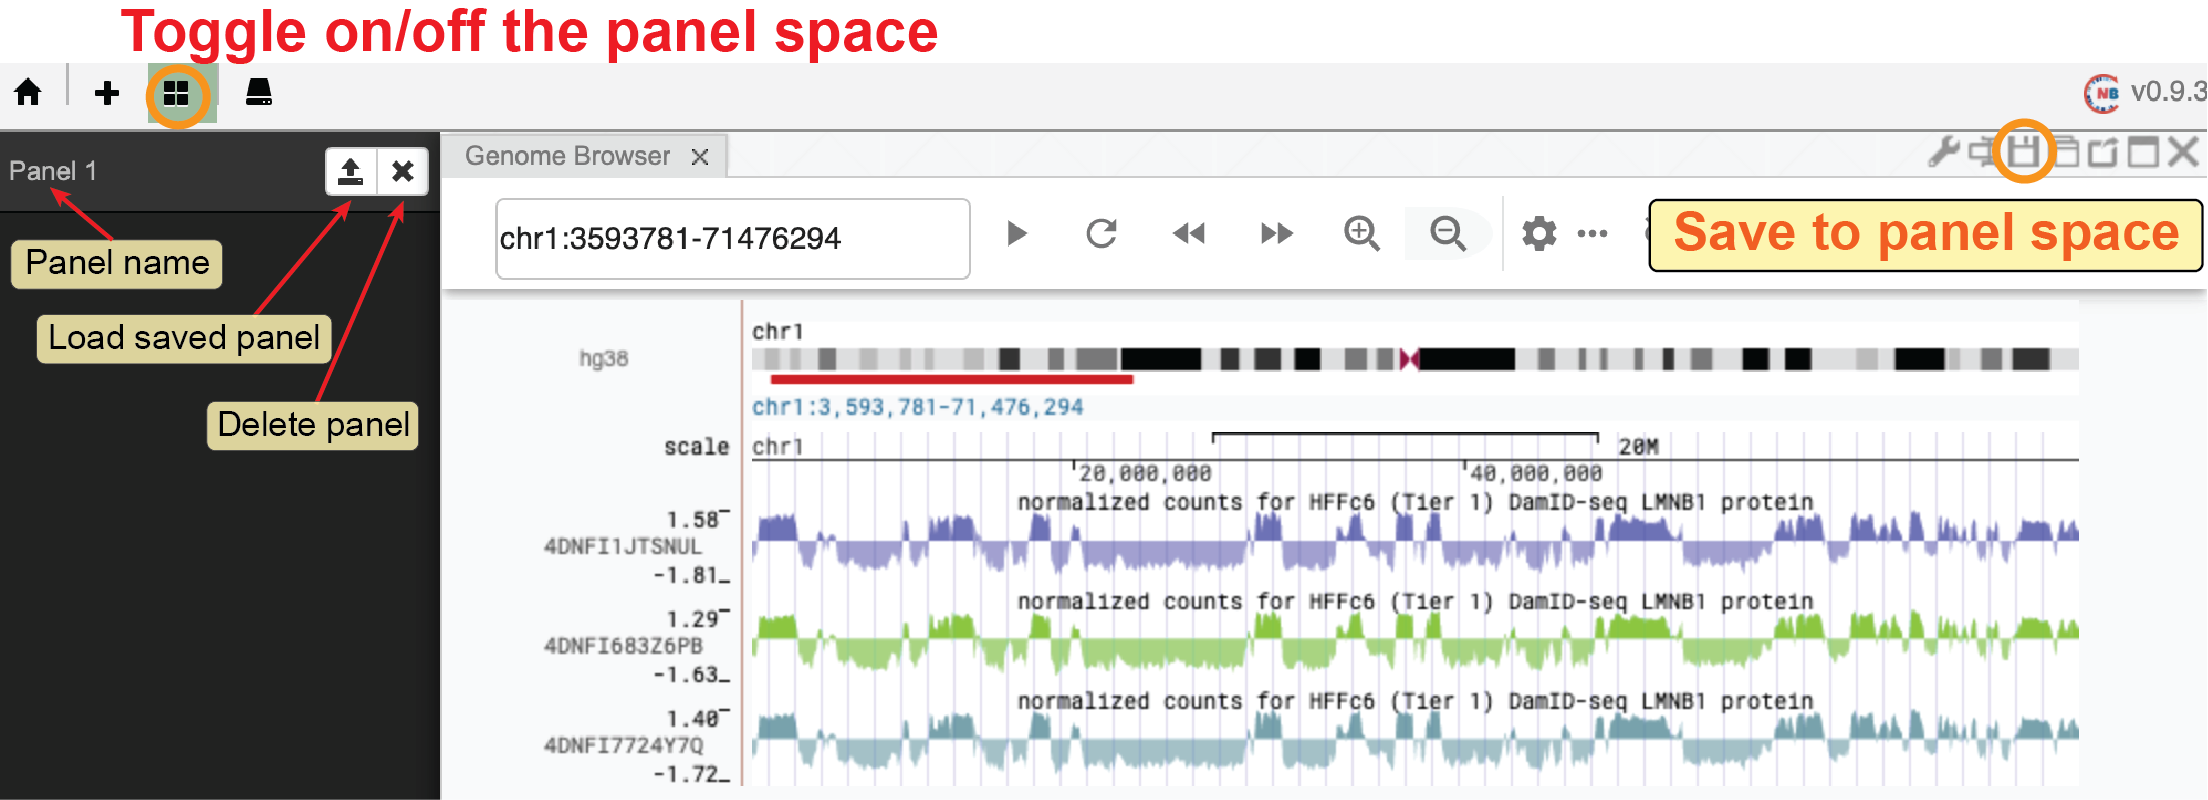 Toggle on/off the panel space
NB v0.9.3
Panel 1
Genome Browser
Panel name
Load saved panel
Delete panel
chr1:3593781-71476294
Save to panel space
chr1
hg38
chr1:3,593,781-71,476,294
scale
chr1
20M
20,000,000
40,000,000
normalized counts for HFFc6 (Tier 1) DamID-seq LMNB1 protein
1.58
4DNFI1JTSNUL
-1.81
normalized counts for HFFc6 (Tier 1) DamID-seq LMNB1 protein
1.29
4DNFI683Z6PB
-1.63
normalized counts for HFFc6 (Tier 1) DamID-seq LMNB1 protein
1.40
4DNFI7724Y7Q
-1.72